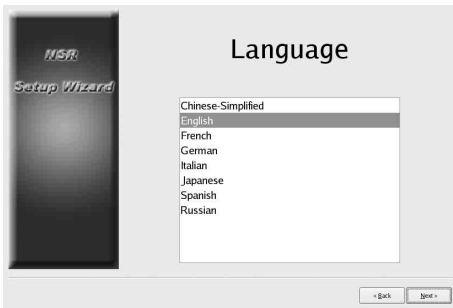 NSR
Setup Wizard
Language
Chinese-Simplified
English
French
German
Italian
Japanese
Spanish
Russian
< Back
Next >